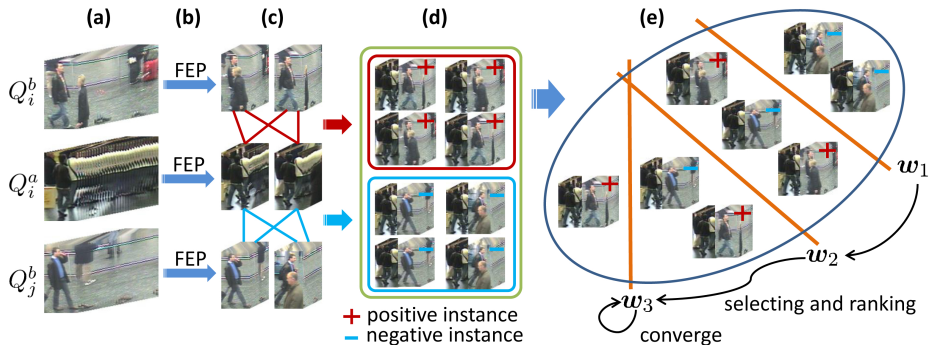 (a) (b) (c) (d) (e)
Q_i^b FEP
Q_i^a FEP
Q_j^b FEP
+ positive instance
− negative instance
w_1
w_2
w_3
selecting and ranking
converge